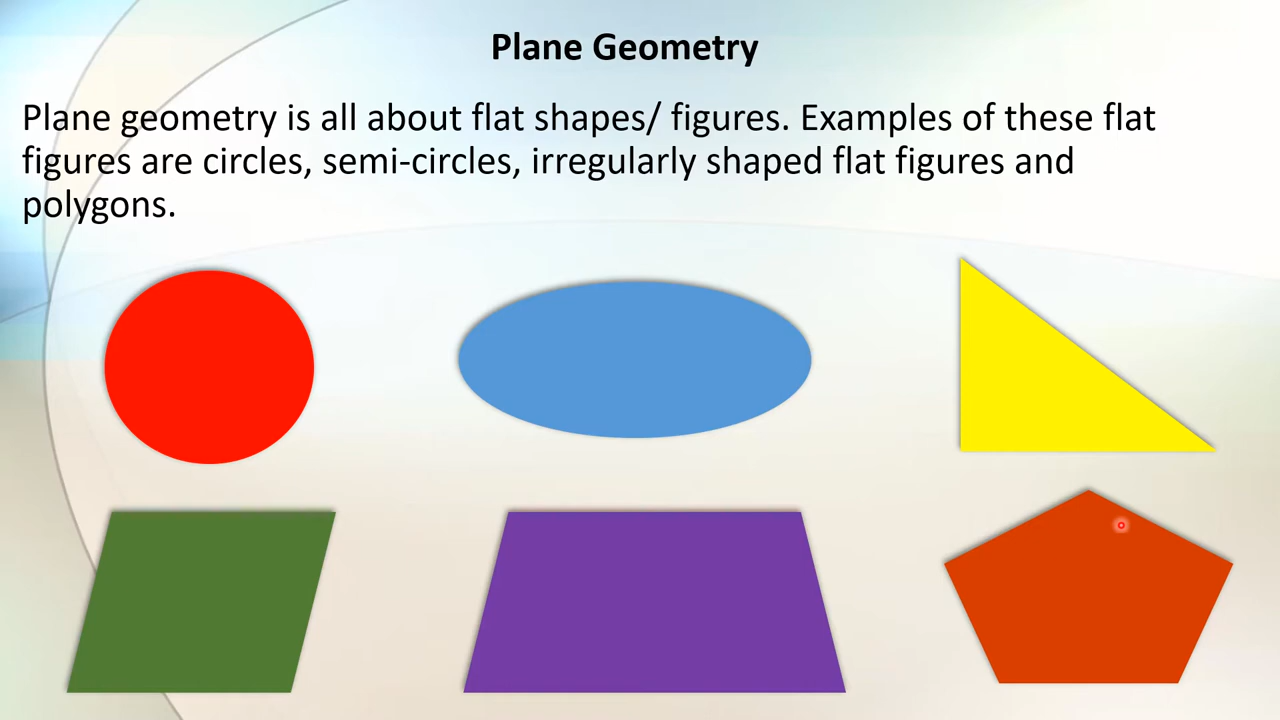 Plane Geometry
Plane geometry is all about flat shapes/ figures. Examples of these flat
figures are circles, semi-circles, irregularly shaped flat figures and
polygons.